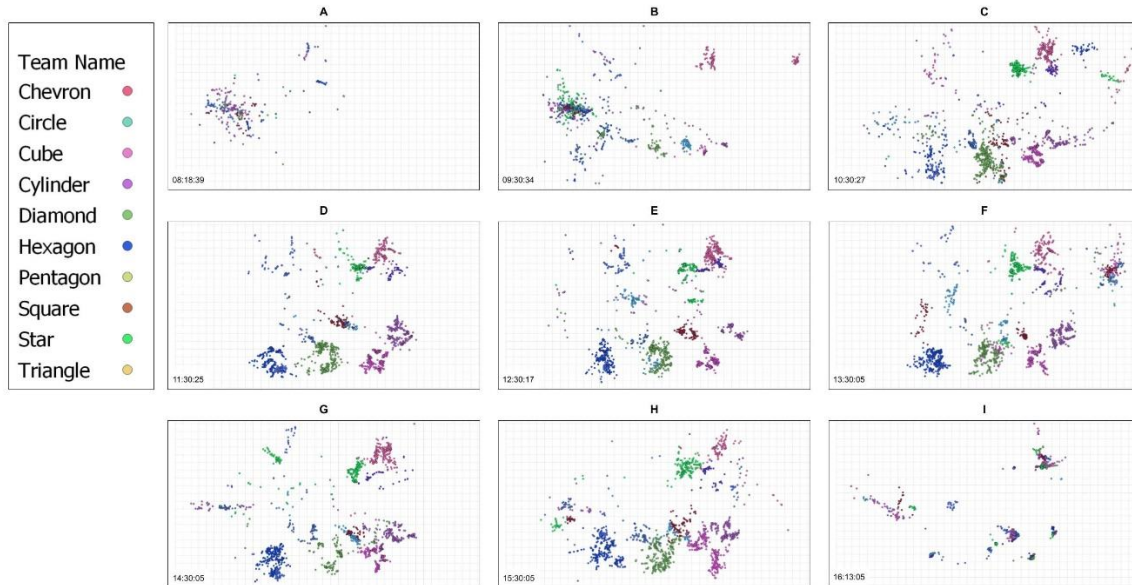 Team Name
Chevron
Circle
Cube
Cylinder
Diamond
Hexagon
Pentagon
Square
Star
Triangle
A
B
C
08:18:39
09:30:34
10:30:27
D
E
F
11:30:25
12:30:17
13:30:05
G
H
I
14:30:05
15:30:05
16:13:05